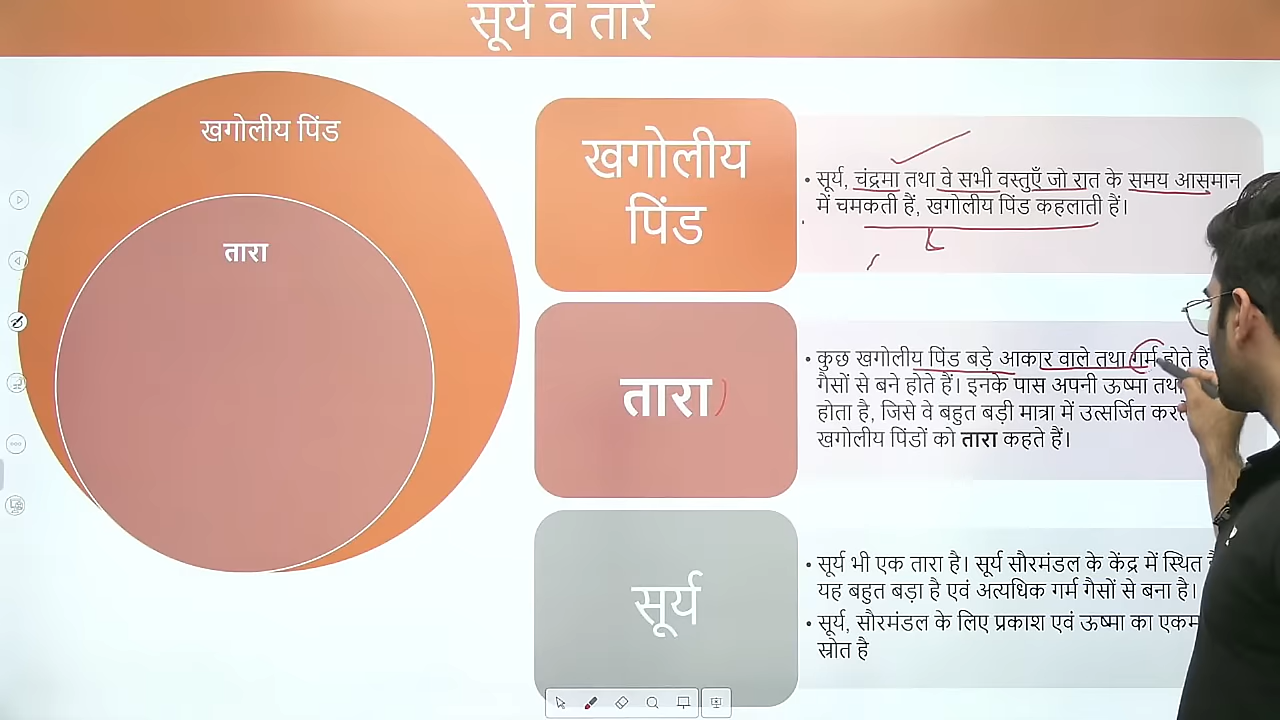 सूर्य व तारे
खगोलीय पिंड
तारा
खगोलीय
पिंड
• सूर्य, चंद्रमा तथा वे सभी वस्तुएँ जो रात के समय आसमान
में चमकती हैं, खगोलीय पिंड कहलाती हैं।
तारा
• कुछ खगोलीय पिंड बड़े आकार वाले तथा गर्म होते हैं
गैसों से बने होते हैं। इनके पास अपनी ऊष्मा तथा
होता है, जिसे वे बहुत बड़ी मात्रा में उत्सर्जित
खगोलीय पिंडों को तारा कहते हैं।
सूर्य
• सूर्य भी एक तारा है। सूर्य सौरमंडल के केंद्र में स्थित
यह बहुत बड़ा है एवं अत्यधिक गर्म गैसों से बना है।
• सूर्य, सौरमंडल के लिए प्रकाश एवं ऊष्मा का
स्रोत है